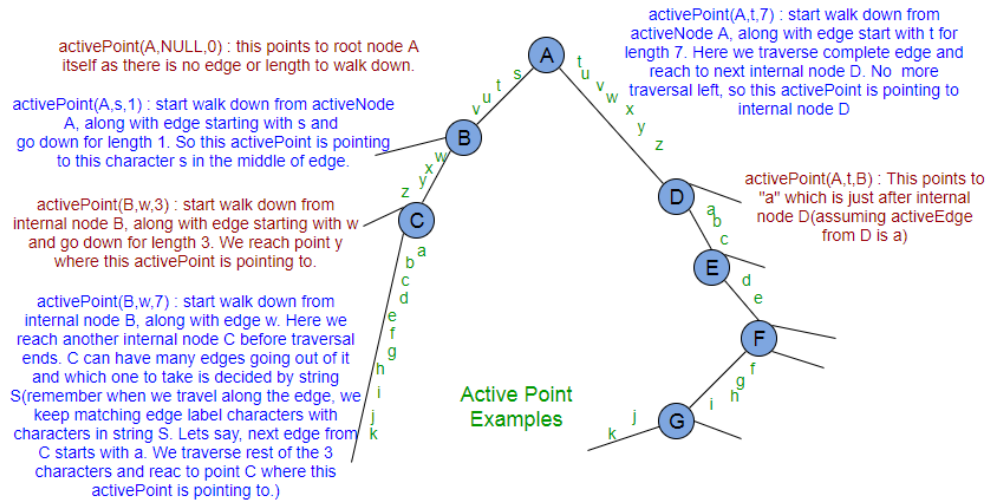 activePoint(A,NULL,0) : this points to root node A
itself as there is no edge or length to walk down.
activePoint(A,s,1) : start walk down from activeNode
A, along with edge starting with s and
go down for length 1. So this activePoint is pointing
to this character s in the middle of edge.
activePoint(B,w,3) : start walk down from
internal node B, along with edge starting with w
and go down for length 3. We reach point y
where this activePoint is pointing to.
activePoint(B,w,7) : start walk down from
internal node B, along with edge w. Here we
reach another internal node C before traversal
ends. C can have many edges going out of it
and which one to take is decided by string
S(remember when we travel along the edge, we
keep matching edge label characters with
characters in string S. Lets say, next edge from
C starts with a. We traverse rest of the 3
characters and reac to point C where this
activePoint is pointing to.)
A
s
t
u
v
B
w
x
y
z
C
a
b
c
d
e
f
g
h
i
j
k
t
u
v
w
x
y
z
D
a
b
c
E
d
e
F
f
g
h
i
G
j
k
Active Point
Examples
activePoint(A,t,7) : start walk down from
activeNode A, along with edge start with t for
length 7. Here we traverse complete edge and
reach to next internal node D. No more
traversal left, so this activePoint is pointing to
internal node D
activePoint(A,t,B) : This points to
"a" which is just after internal
node D(assuming activeEdge
from D is a)